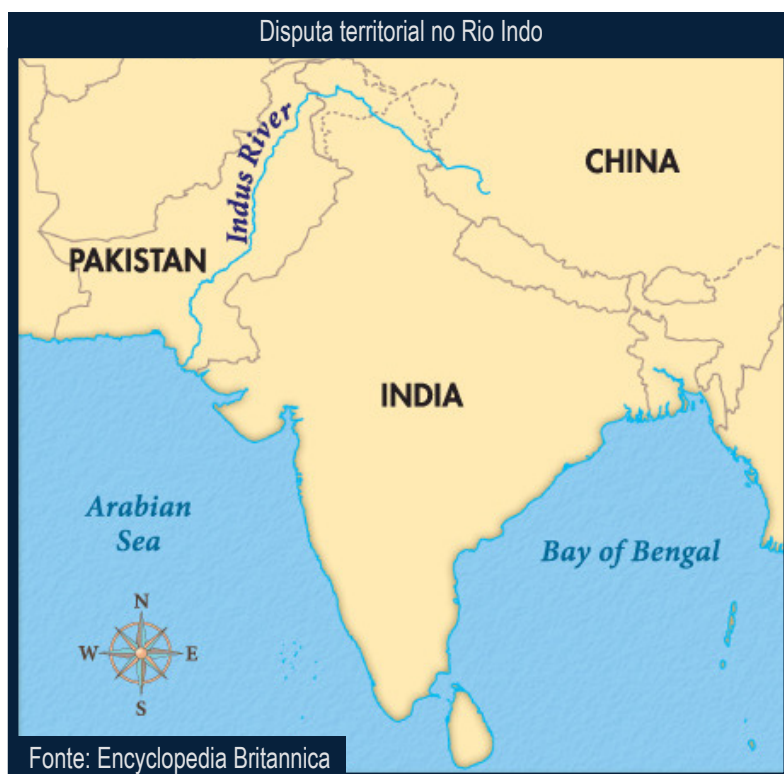 Disputa territorial no Rio Indo
Indus River
CHINA
PAKISTAN
INDIA
Arabian
Sea
Bay of Bengal
N
W
E
S
Fonte: Encyclopedia Britannica